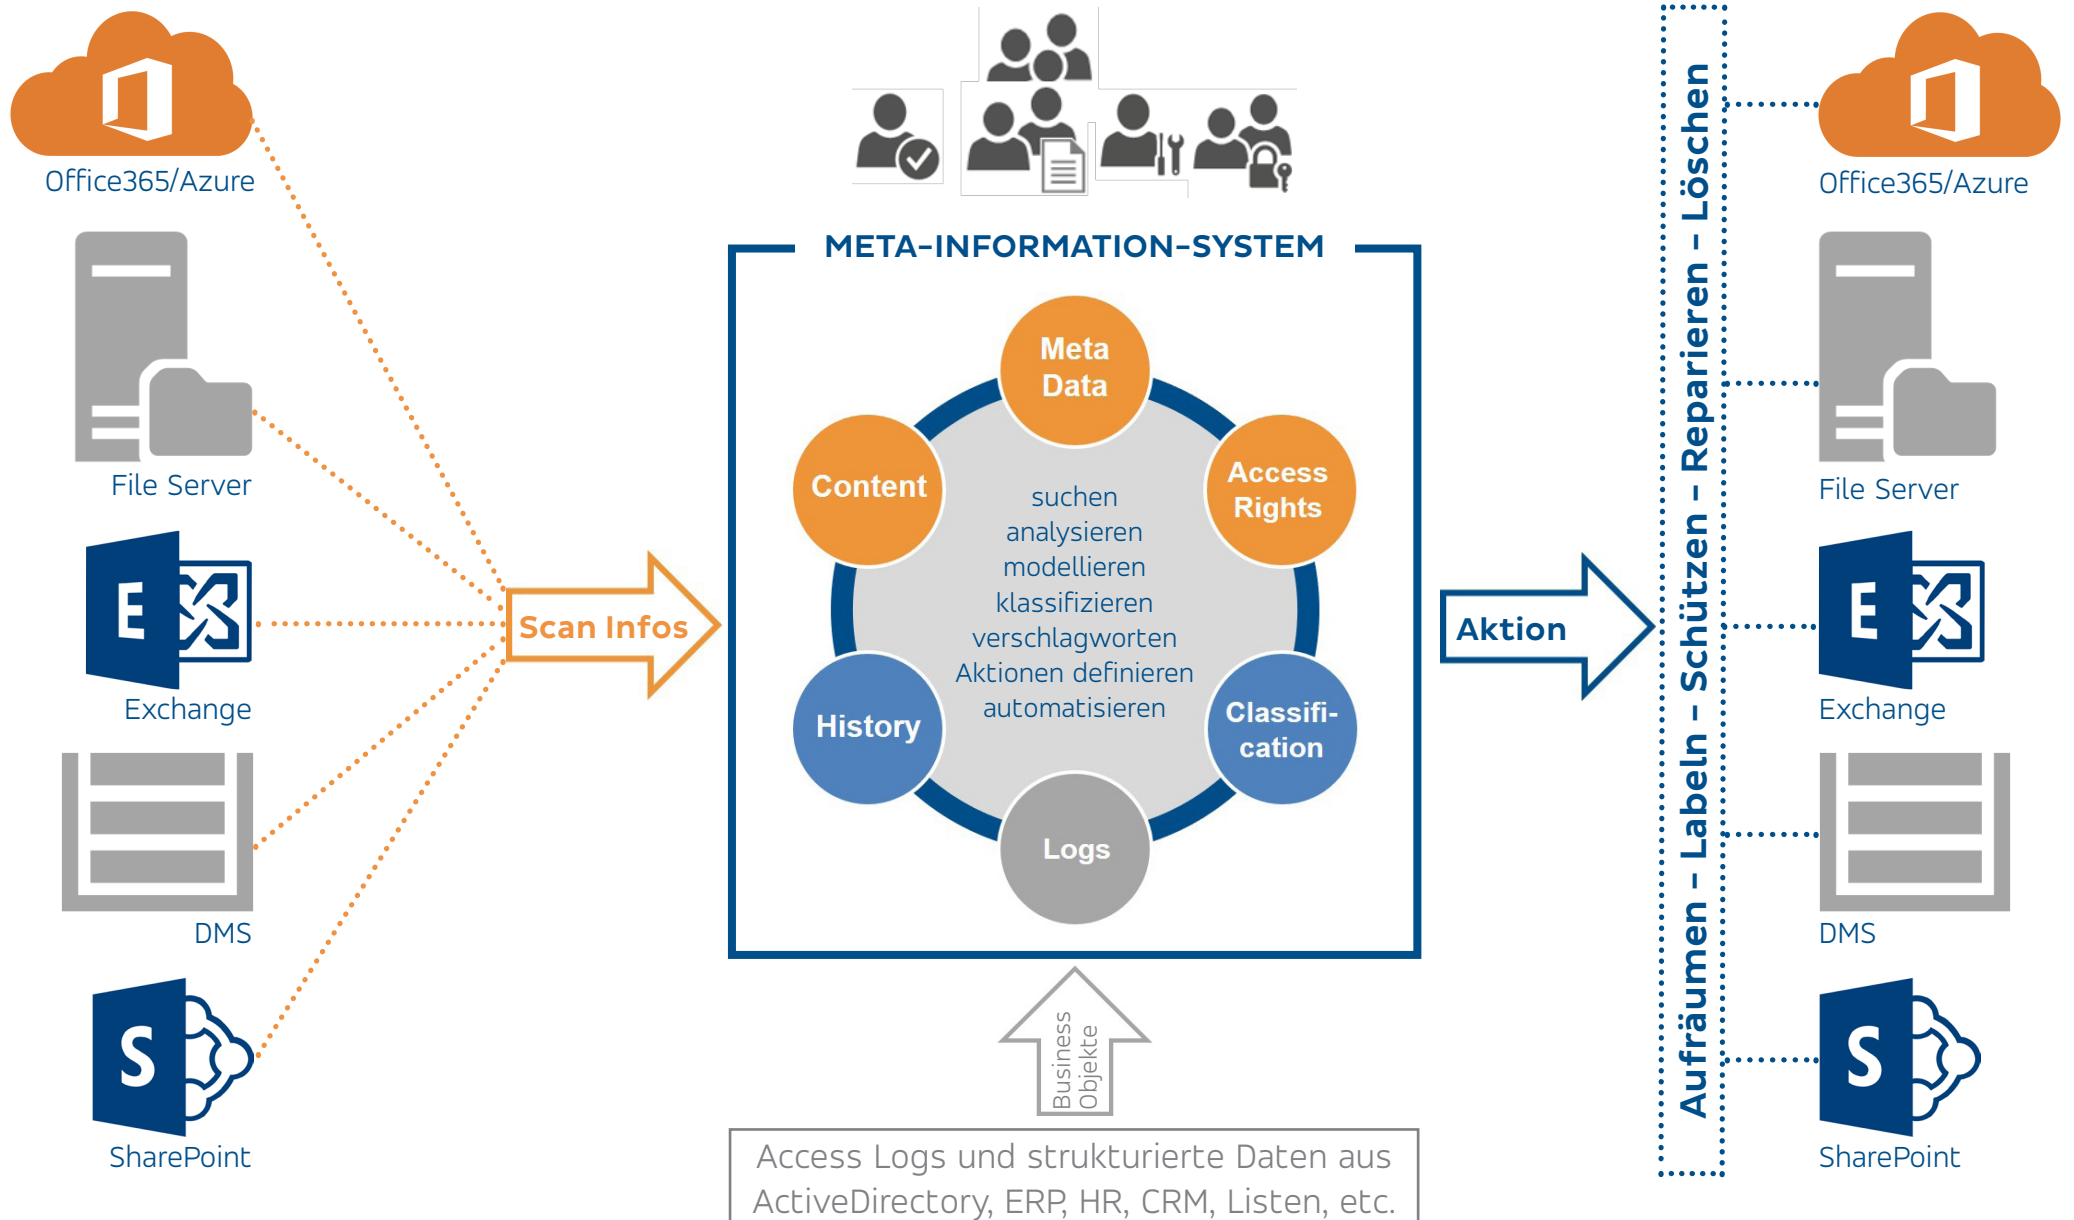 Office365/Azure
File Server
E
Exchange
DMS
S
SharePoint
Scan Infos
META-INFORMATION-SYSTEM
Meta
Data
Content
Access
Rights
suchen
analysieren
modellieren
klassifizieren
verschlagworten
Aktionen definieren
automatisieren
History
Classifi-
cation
Logs
Business
Objekte
Access Logs und strukturierte Daten aus
ActiveDirectory, ERP, HR, CRM, Listen, etc.
Aktion
Aufräumen – Labeln – Schützen – Reparieren – Löschen
Office365/Azure
File Server
E
Exchange
DMS
S
SharePoint